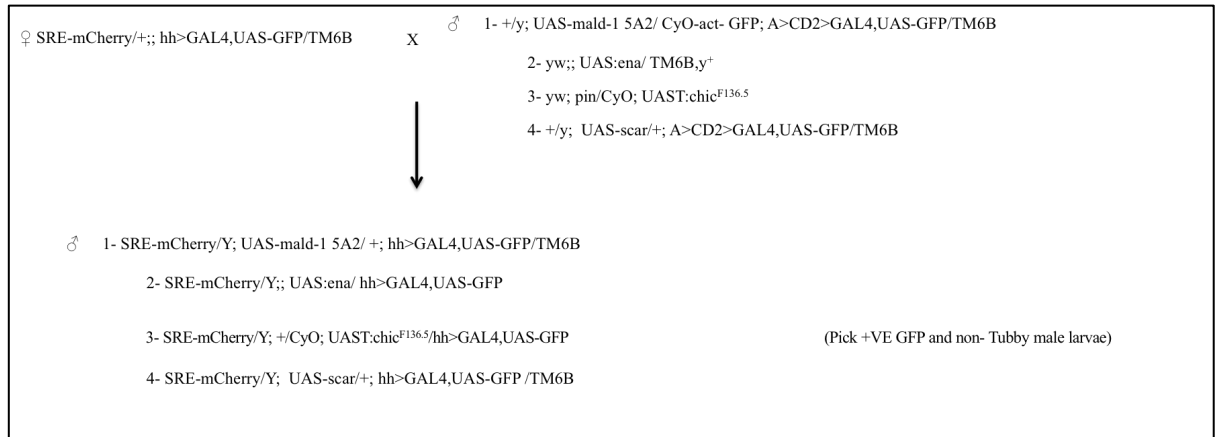 ♂ 1- +/y; UAS-mald-1 5A2/ CyO-act- GFP; A>CD2>GAL4,UAS-GFP/TM6B
♀ SRE-mCherry/+;; hh>GAL4,UAS-GFP/TM6B X
2- yw;; UAS:ena/ TM6B,y⁺
3- yw; pin/CyO; UAST:chic^F136.5
4- +/y; UAS-scar/+; A>CD2>GAL4,UAS-GFP/TM6B
♂ 1- SRE-mCherry/Y; UAS-mald-1 5A2/ +; hh>GAL4,UAS-GFP/TM6B
2- SRE-mCherry/Y;; UAS:ena/ hh>GAL4,UAS-GFP
3- SRE-mCherry/Y; +/CyO; UAST:chic^F136.5/hh>GAL4,UAS-GFP (Pick +VE GFP and non- Tubby male larvae)
4- SRE-mCherry/Y; UAS-scar/+; hh>GAL4,UAS-GFP /TM6B